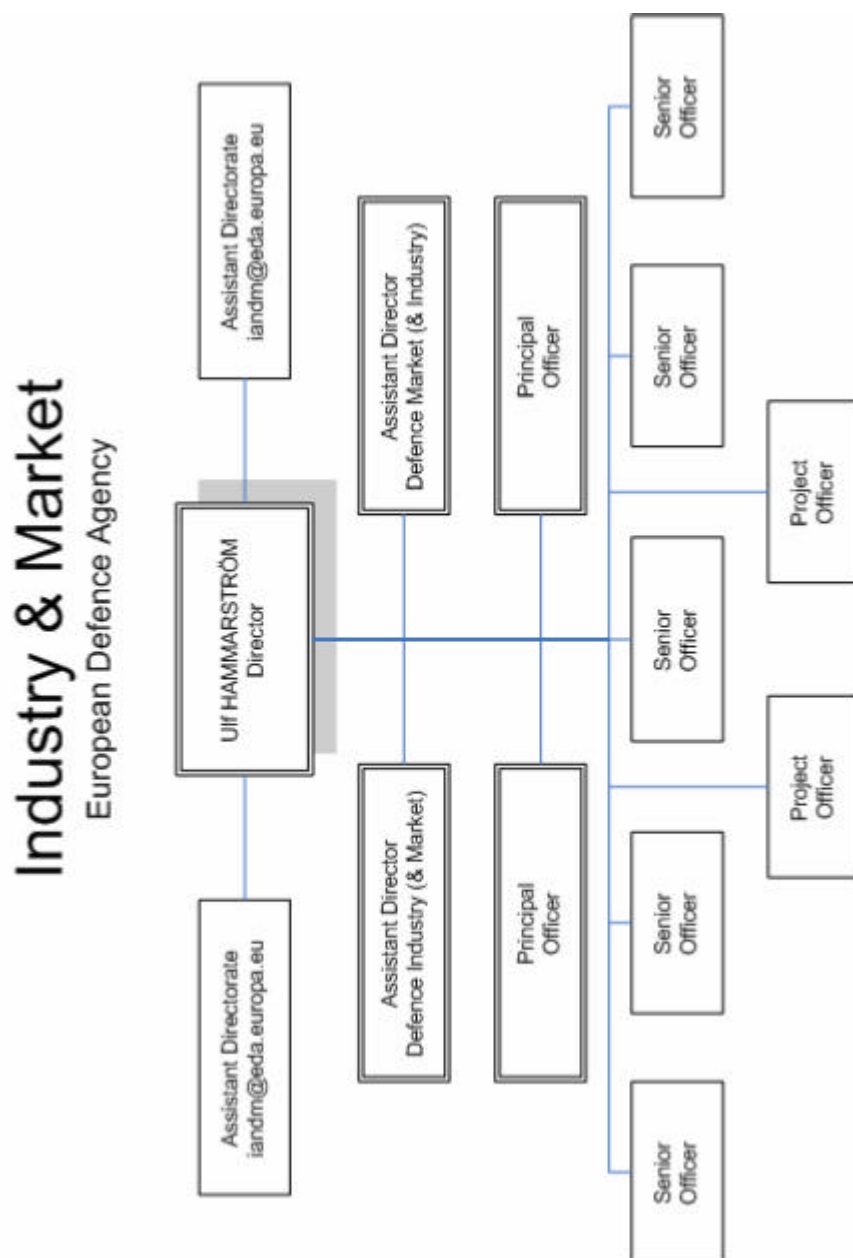 Industry & Market
European Defence Agency
Assistant Directorate
iandm@eda.europa.eu
Ulf HAMMARSTRÖM
Director
Assistant Directorate
iandm@eda.europa.eu
Assistant Director
Defence Industry (& Market)
Assistant Director
Defence Market (& Industry)
Principal
Officer
Principal
Officer
Senior
Officer
Senior
Officer
Senior
Officer
Senior
Officer
Senior
Officer
Project
Officer
Project
Officer